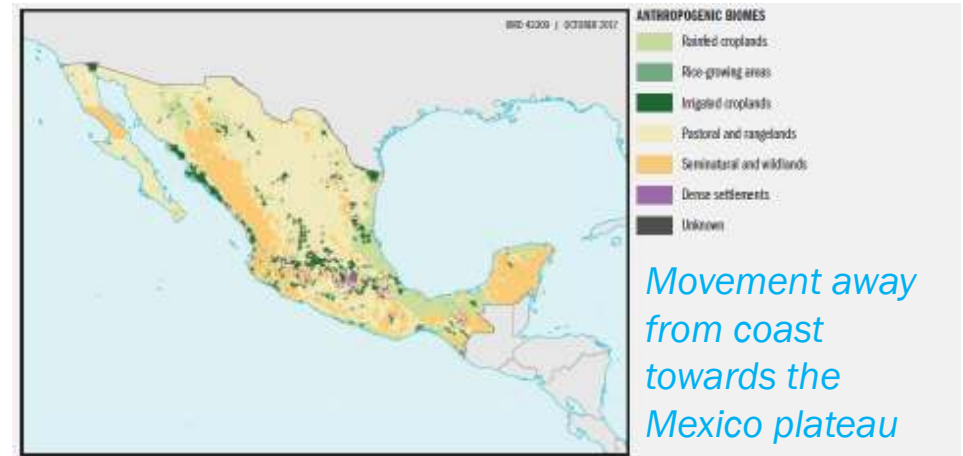 OCTOBER 2017
ANTHROPOGENIC BIOMES
Rainfed croplands
Rice-growing areas
Irrigated croplands
Pastoral and rangelands
Seminatural and wildlands
Dense settlements
Unknown
Movement away
from coast
towards the
Mexico plateau